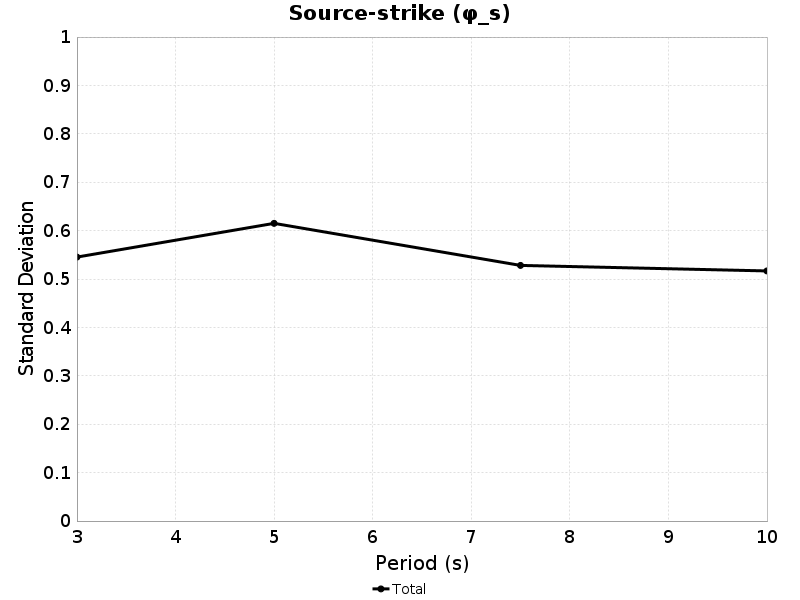 Source-strike (φ_s)
1
0.9
0.8
0.7
0.6
0.5
0.4
0.3
0.2
0.1
0
Standard Deviation
3 4 5 6 7 8 9 10
Period (s)
Total